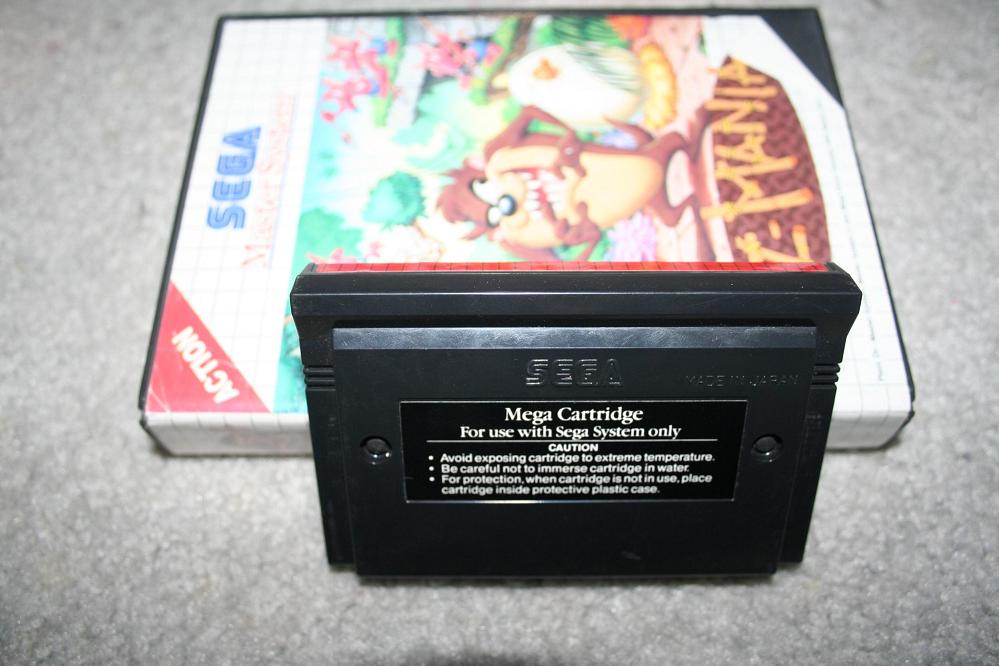 SEGA
Master System
MANIA
ACTION
SEGA
MADE IN JAPAN
Mega Cartridge
For use with Sega System only
CAUTION
• Avoid exposing cartridge to extreme temperature.
• Be careful not to immerse cartridge in water.
• For protection, when cartridge is not in use, place
cartridge inside protective plastic case.